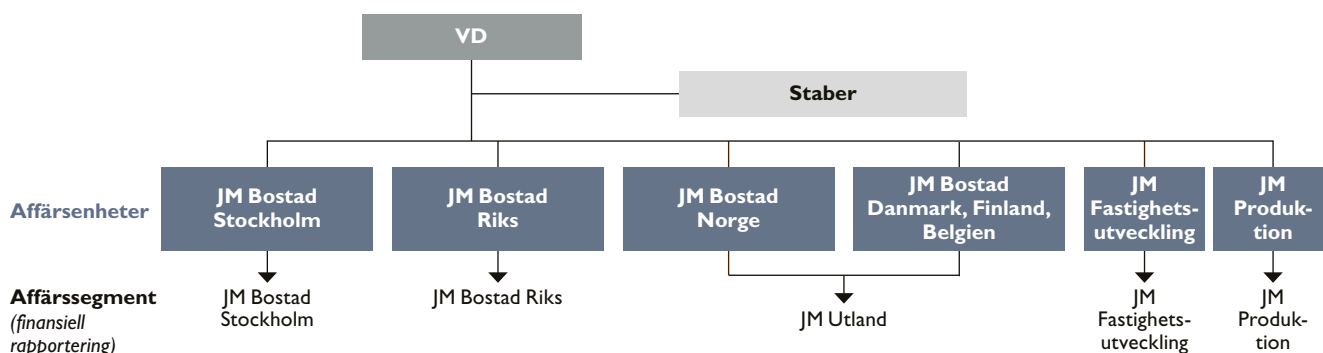 VD
Staber
Affärsenheter
JM Bostad
Stockholm
JM Bostad
Riks
JM Bostad
Norge
JM Bostad
Danmark, Finland,
Belgien
JM
Fastighets-
utveckling
JM
Produk-
tion
Affärssegment
(finansiell
rapportering)
JM Bostad
Stockholm
JM Bostad Riks
JM Utland
JM
Fastighets-
utveckling
JM
Produk-
tion